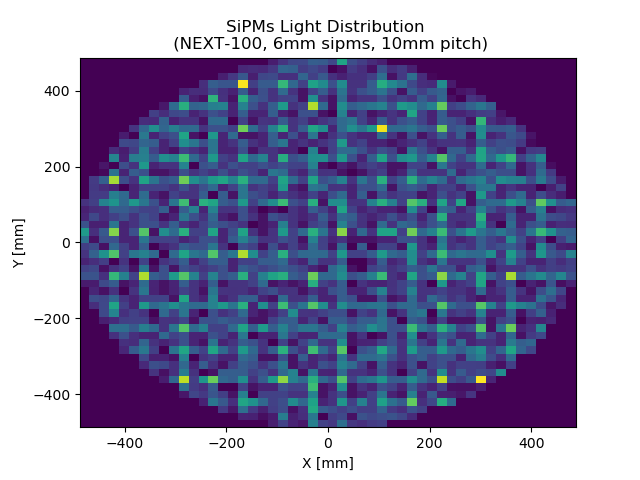 SiPMs Light Distribution
(NEXT-100, 6mm sipms, 10mm pitch)
400
200
0
−200
−400
Y [mm]
−400
−200
0
200
400
X [mm]